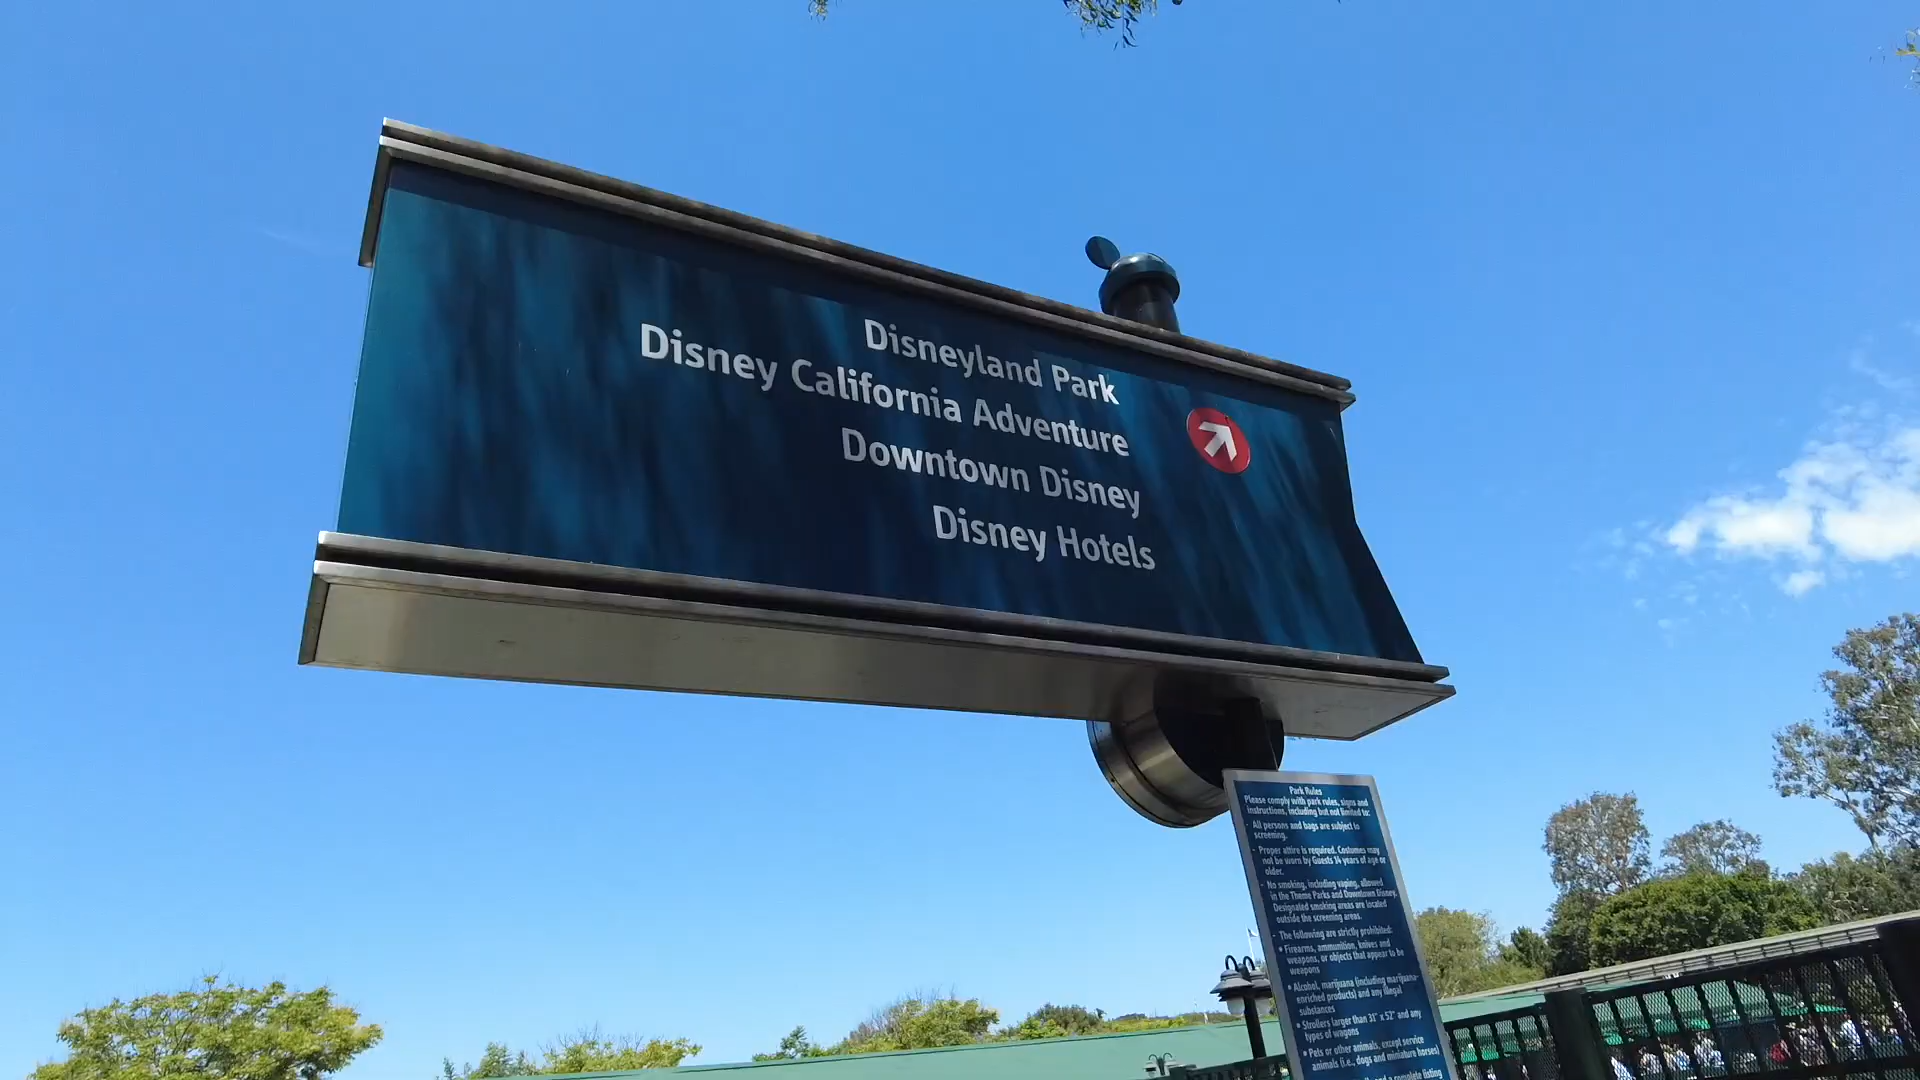 Disneyland Park
Disney California Adventure
Downtown Disney
Disney Hotels
Park Rules
Please comply with park rules, signs and
instructions, including but not limited to:
- All persons and bags are subject to
screening.
- Proper attire is required. Costumes may
not be worn by Guests 14 years of age or
older.
- No smoking, including vaping, allowed
in the Theme Parks and Downtown Disney.
Designated smoking areas are located
outside the screening areas.
- The following are strictly prohibited:
• Firearms, ammunition, knives and
weapons, or objects that appear to be
weapons
• Alcohol, marijuana (including marijuana-
enriched products) and any illegal
substances
• Strollers larger than 31" x 52" and any
types of wagons
• Pets or other animals, except service
animals (i.e., dogs and miniature horses)
and a complete listing